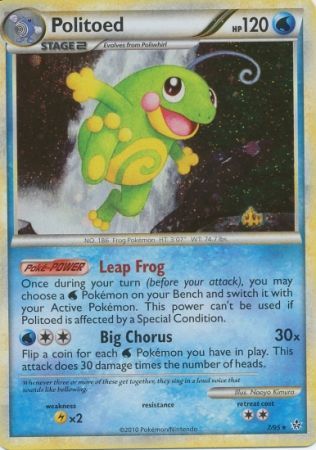 Politoed HP 120
STAGE 2 Evolves from Poliwhirl
NO. 186 Frog Pokémon HT: 3'07" WT: 74.7 lbs.
Poké-POWER Leap Frog
Once during your turn (before your attack), you may
choose a Pokémon on your Bench and switch it with
your Active Pokémon. This power can't be used if
Politoed is affected by a Special Condition.
Big Chorus 30x
Flip a coin for each Pokémon you have in play. This
attack does 30 damage times the number of heads.
Whenever three or more of these get together, they sing in a loud voice that
sounds like bellowing.
Illus. Naoyo Kimura
weakness resistance retreat cost
×2
©2010 Pokémon/Nintendo 7/95